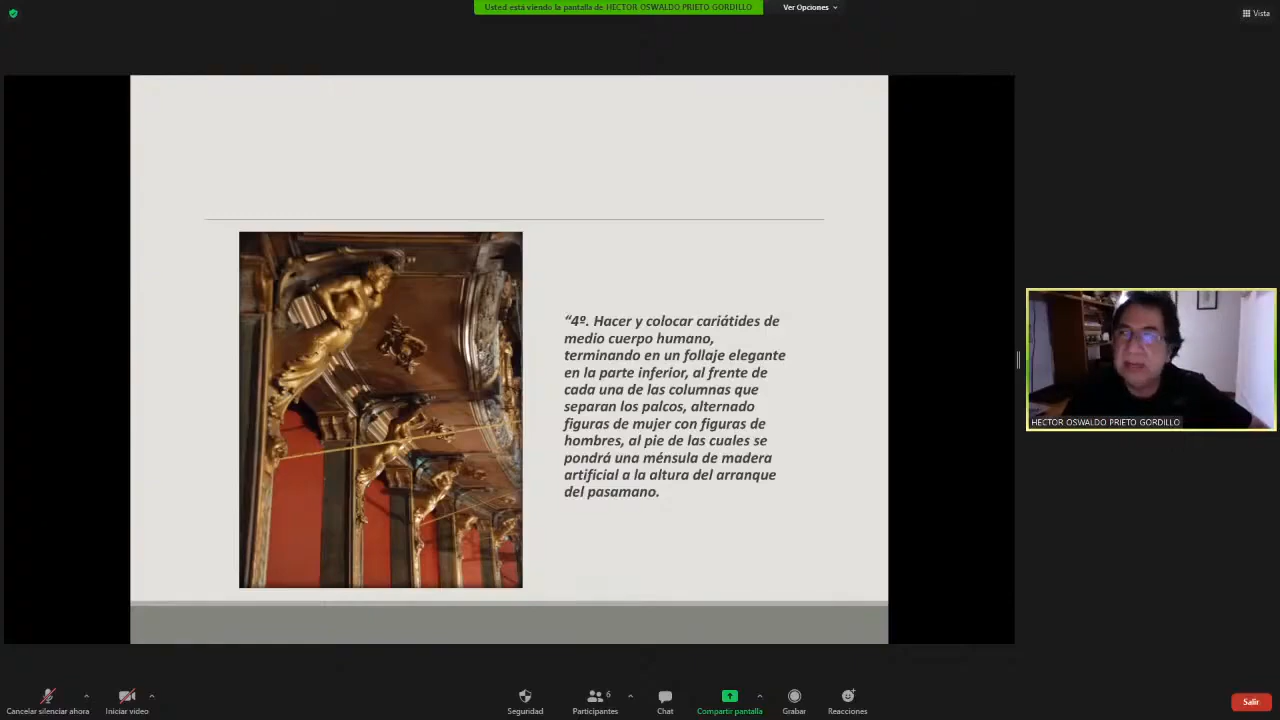 Usted está viendo la pantalla de HECTOR OSWALDO PRIETO GORDILLO
Ver Opciones
Vista
“4º. Hacer y colocar cariátides de
medio cuerpo humano,
terminando en un follaje elegante
en la parte inferior, al frente de
cada una de las columnas que
separan los palcos, alternado
figuras de mujer con figuras de
hombres, al pie de las cuales se
pondrá una ménsula de madera
artificial a la altura del arranque
del pasamano.
HECTOR OSWALDO PRIETO GORDILLO
Cancelar silenciar ahora
Iniciar video
Seguridad
Participantes
6
Chat
Compartir pantalla
Grabar
Reacciones
Salir